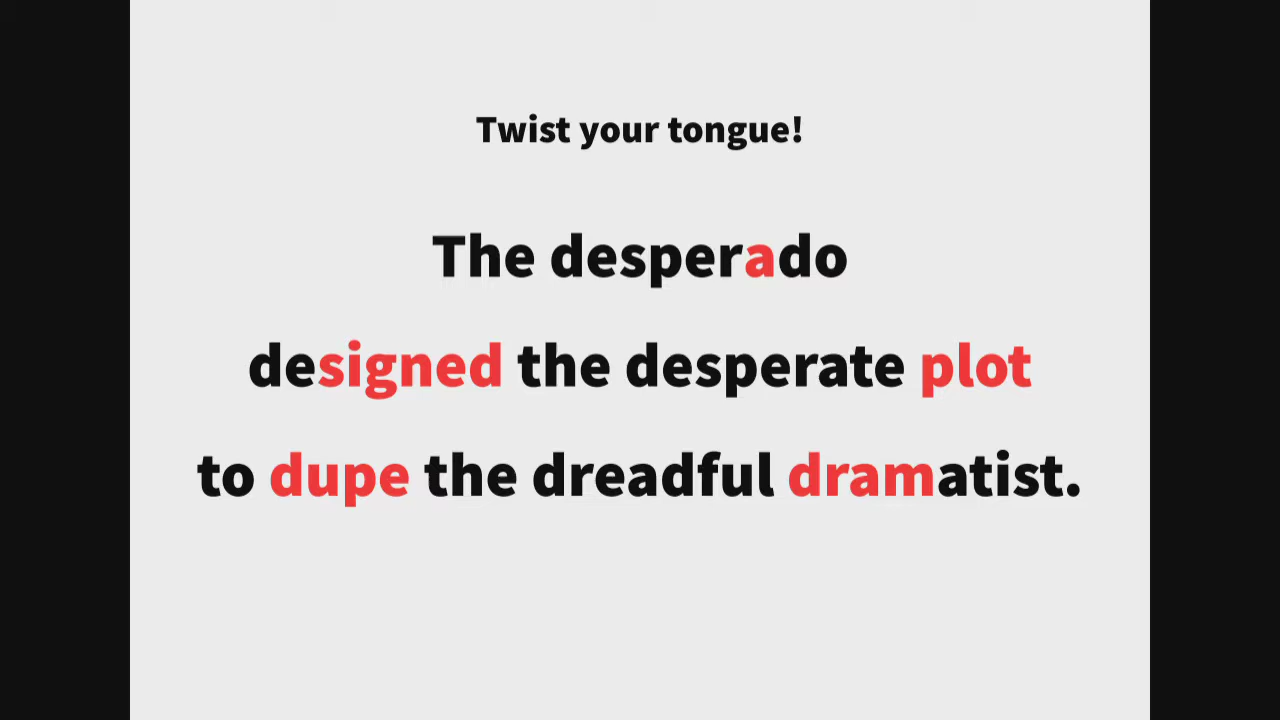 Twist your tongue!
The desperado
designed the desperate plot
to dupe the dreadful dramatist.